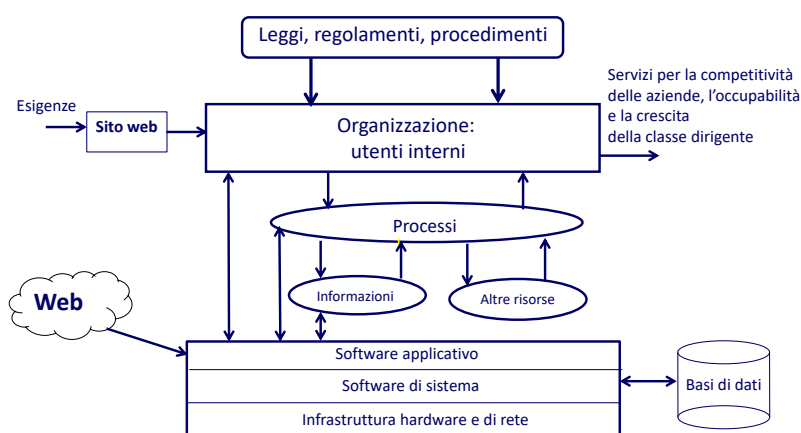 Leggi, regolamenti, procedimenti
Servizi per la competitività
delle aziende, l'occupabilità
e la crescita
della classe dirigente
Esigenze
Sito web
Organizzazione:
utenti interni
Processi
Informazioni
Altre risorse
Web
Software applicativo
Software di sistema
Infrastruttura hardware e di rete
Basi di dati